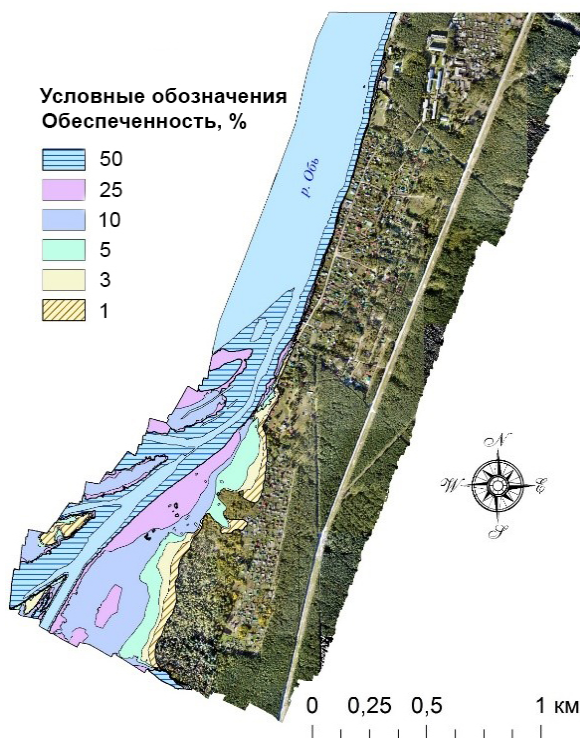 Условные обозначения
Обеспеченность, %
50
25
10
5
3
1
р. Обь
N
W E
S
0 0,25 0,5 1 км